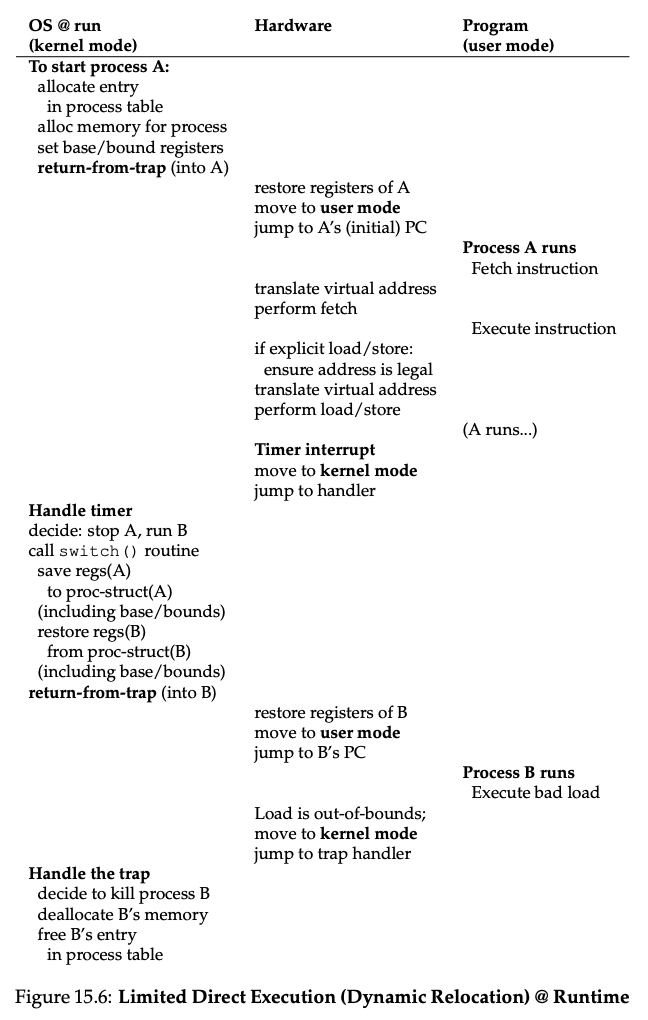 OS @ run Hardware Program
(kernel mode) (user mode)
To start process A:
allocate entry
in process table
alloc memory for process
set base/bound registers
return-from-trap (into A)
restore registers of A
move to user mode
jump to A's (initial) PC
Process A runs
Fetch instruction
translate virtual address
perform fetch
Execute instruction
if explicit load/store:
ensure address is legal
translate virtual address
perform load/store
(A runs...)
Timer interrupt
move to kernel mode
jump to handler
Handle timer
decide: stop A, run B
call switch() routine
save regs(A)
to proc-struct(A)
(including base/bounds)
restore regs(B)
from proc-struct(B)
(including base/bounds)
return-from-trap (into B)
restore registers of B
move to user mode
jump to B's PC
Process B runs
Execute bad load
Load is out-of-bounds;
move to kernel mode
jump to trap handler
Handle the trap
decide to kill process B
deallocate B's memory
free B's entry
in process table
Figure 15.6: Limited Direct Execution (Dynamic Relocation) @ Runtime